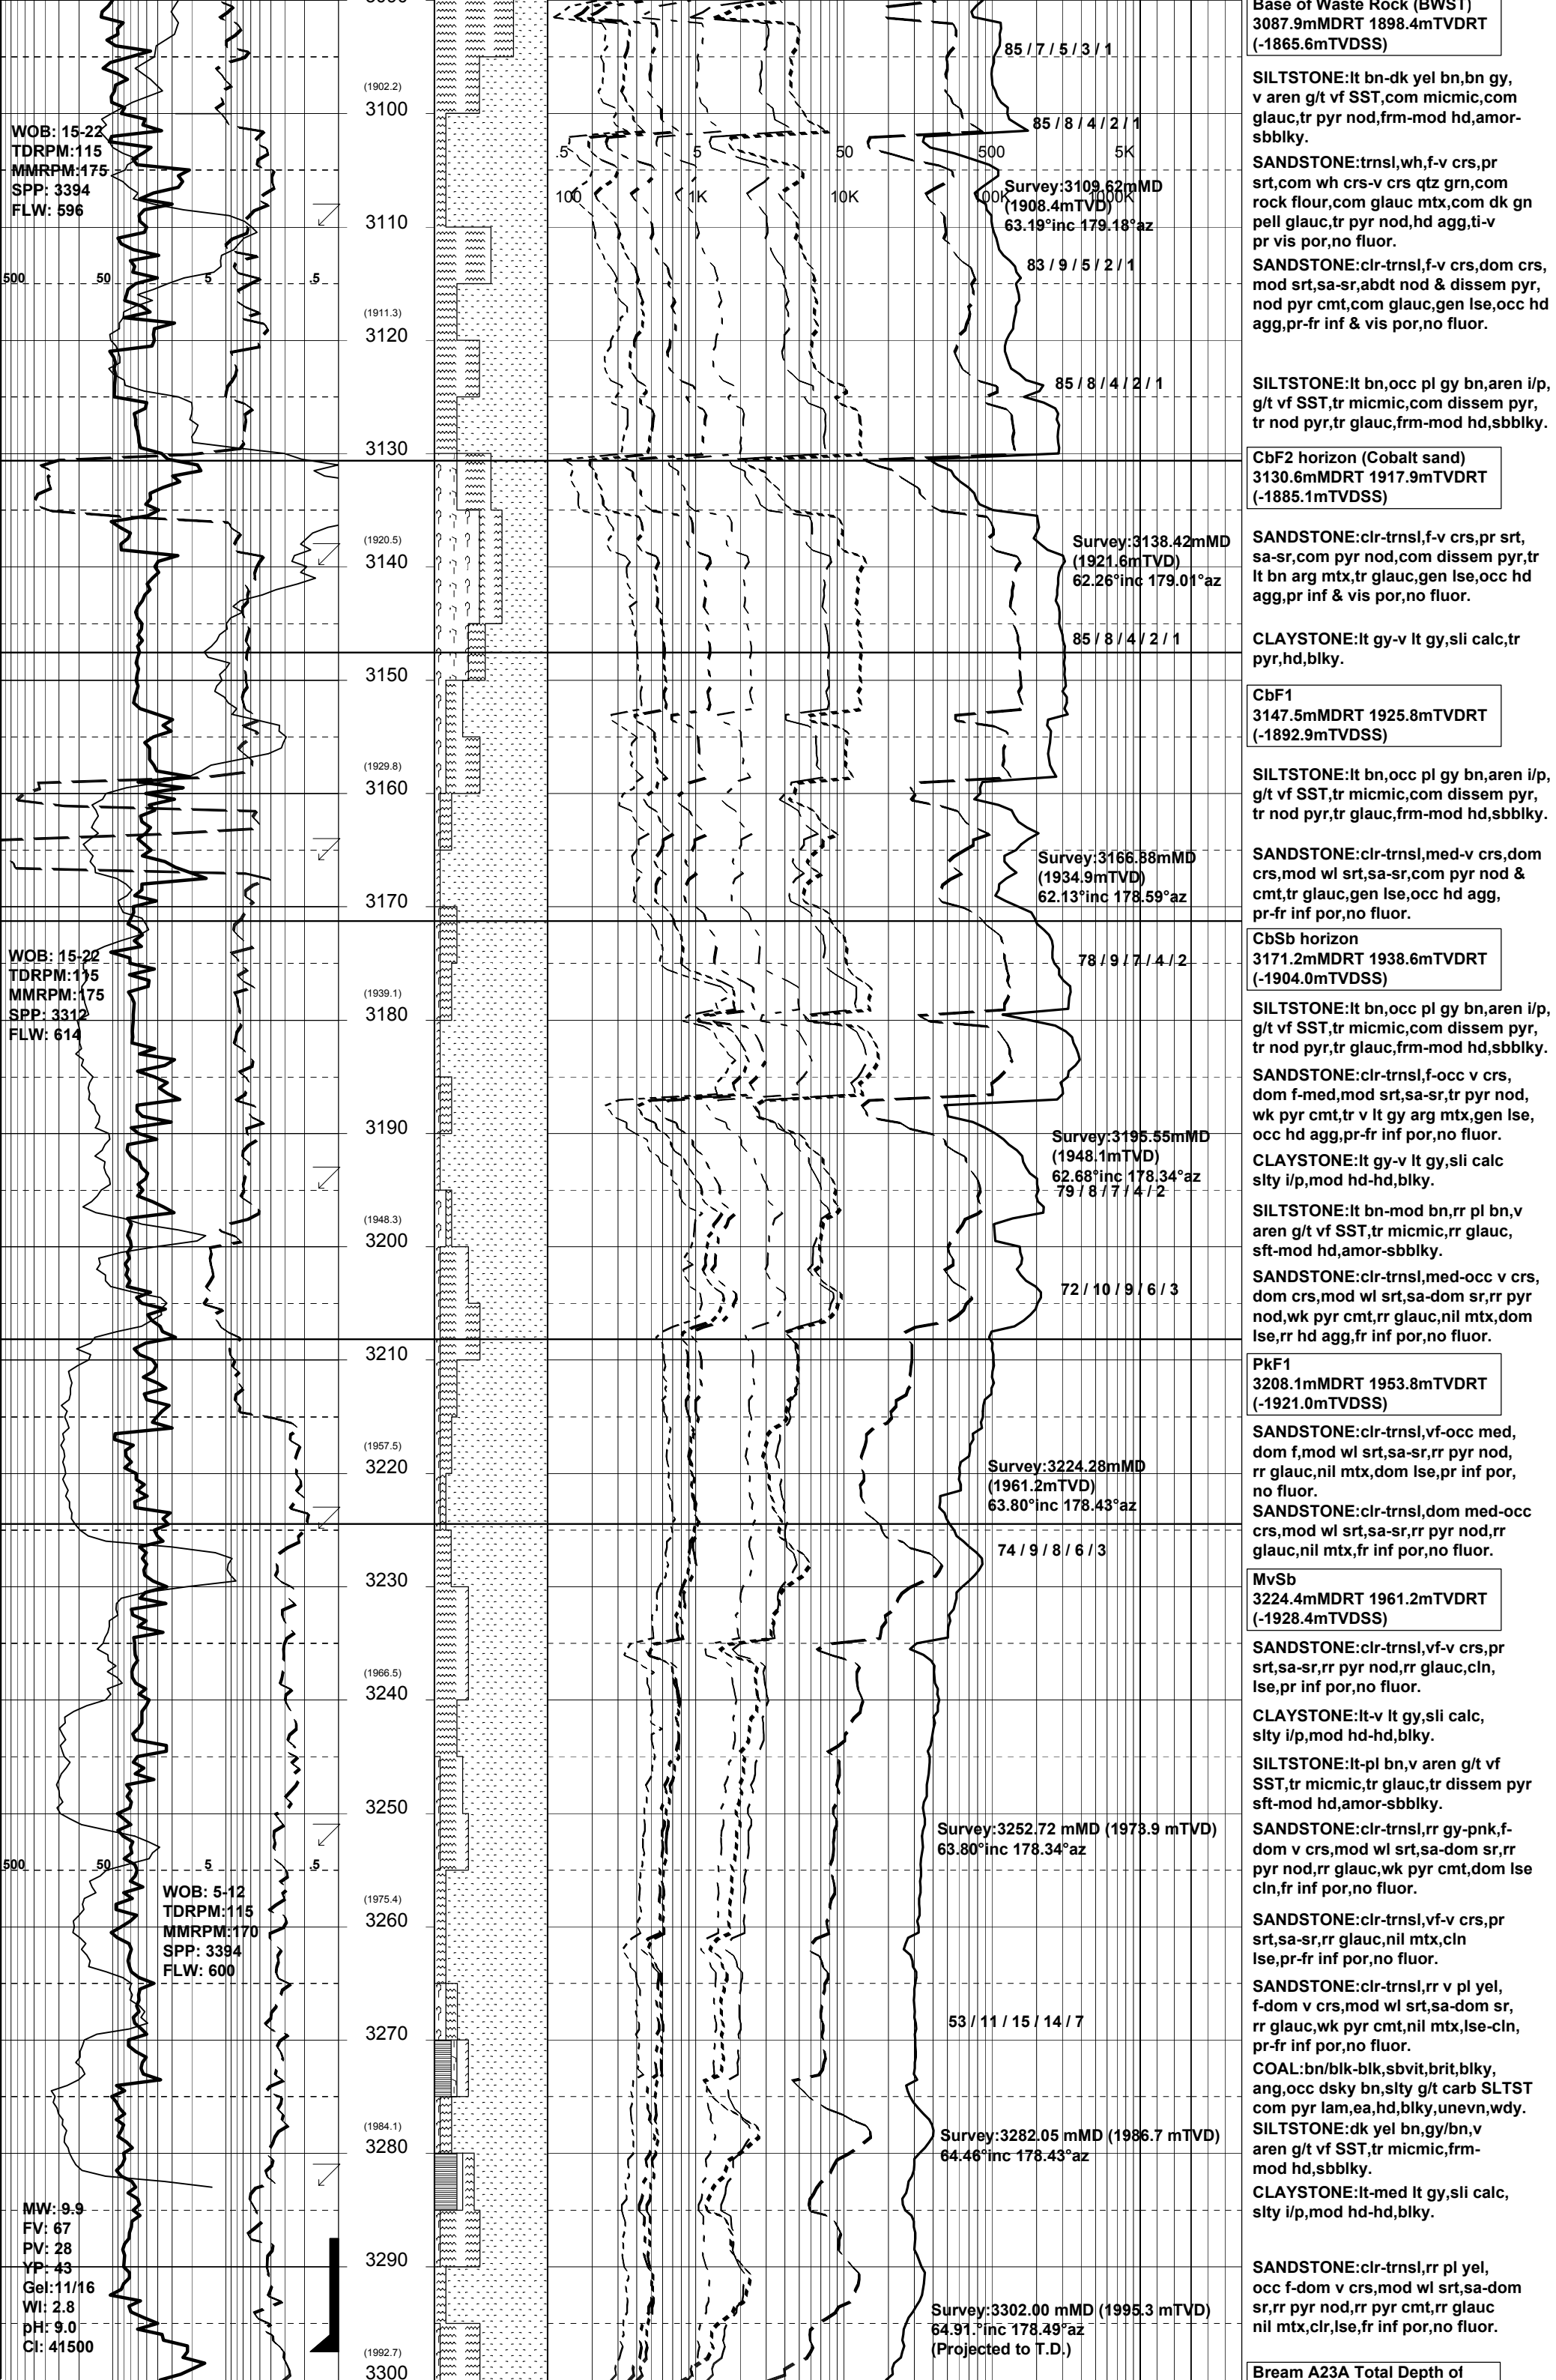 3090
Base of Waste Rock (BWST)
3087.9mMDRT 1898.4mTVDRT
(-1865.6mTVDSS)
85 / 7 / 5 / 3 / 1
SILTSTONE:lt bn-dk yel bn,bn gy,
v aren g/t vf SST,com micmic,com
glauc,tr pyr nod,frm-mod hd,amor-
sbblky.
(1902.2)
3100
WOB: 15-22
TDRPM:115
MMRPM:175
SPP: 3394
FLW: 596
85 / 8 / 4 / 2 / 1
.5 5 50 500 5K
100 1K 10K 100K 1000K
SANDSTONE:trnsl,wh,f-v crs,pr
srt,com wh crs-v crs qtz grn,com
rock flour,com glauc mtx,com dk gn
pell glauc,tr pyr nod,hd agg,ti-v
pr vis por,no fluor.
Survey:3109.62mMD
(1908.4mTVD)
63.19°inc 179.18°az
3110
83 / 9 / 5 / 2 / 1
SANDSTONE:clr-trnsl,f-v crs,dom crs,
mod srt,sa-sr,abdt nod & dissem pyr,
nod pyr cmt,com glauc,gen lse,occ hd
agg,pr-fr inf & vis por,no fluor.
500 50 5 .5
(1911.3)
3120
85 / 8 / 4 / 2 / 1
SILTSTONE:lt bn,occ pl gy bn,aren i/p,
g/t vf SST,tr micmic,com dissem pyr,
tr nod pyr,tr glauc,frm-mod hd,sbblky.
3130
CbF2 horizon (Cobalt sand)
3130.6mMDRT 1917.9mTVDRT
(-1885.1mTVDSS)
(1920.5)
3140
Survey:3138.42mMD
(1921.6mTVD)
62.26°inc 179.01°az
SANDSTONE:clr-trnsl,f-v crs,pr srt,
sa-sr,com pyr nod,com dissem pyr,tr
lt bn arg mtx,tr glauc,gen lse,occ hd
agg,pr inf & vis por,no fluor.
85 / 8 / 4 / 2 / 1
CLAYSTONE:lt gy-v lt gy,sli calc,tr
pyr,hd,blky.
3150
CbF1
3147.5mMDRT 1925.8mTVDRT
(-1892.9mTVDSS)
(1929.8)
3160
SILTSTONE:lt bn,occ pl gy bn,aren i/p,
g/t vf SST,tr micmic,com dissem pyr,
tr nod pyr,tr glauc,frm-mod hd,sbblky.
Survey:3166.88mMD
(1934.9mTVD)
62.13°inc 178.59°az
3170
SANDSTONE:clr-trnsl,med-v crs,dom
crs,mod wl srt,sa-sr,com pyr nod &
cmt,tr glauc,gen lse,occ hd agg,
pr-fr inf por,no fluor.
WOB: 15-22
TDRPM:115
MMRPM:175
SPP: 3312
FLW: 614
78 / 9 / 7 / 4 / 2
CbSb horizon
3171.2mMDRT 1938.6mTVDRT
(-1904.0mTVDSS)
(1939.1)
3180
SILTSTONE:lt bn,occ pl gy bn,aren i/p,
g/t vf SST,tr micmic,com dissem pyr,
tr nod pyr,tr glauc,frm-mod hd,sbblky.
SANDSTONE:clr-trnsl,f-occ v crs,
dom f-med,mod srt,sa-sr,tr pyr nod,
wk pyr cmt,tr v lt gy arg mtx,gen lse,
occ hd agg,pr-fr inf por,no fluor.
3190
Survey:3195.55mMD
(1948.1mTVD)
62.68°inc 178.34°az
79 / 8 / 7 / 4 / 2
CLAYSTONE:lt gy-v lt gy,sli calc
slty i/p,mod hd-hd,blky.
(1948.3)
3200
SILTSTONE:lt bn-mod bn,rr pl bn,v
aren g/t vf SST,tr micmic,rr glauc,
sft-mod hd,amor-sbblky.
72 / 10 / 9 / 6 / 3
SANDSTONE:clr-trnsl,med-occ v crs,
dom crs,mod wl srt,sa-dom sr,rr pyr
nod,wk pyr cmt,rr glauc,nil mtx,dom
lse,rr hd agg,fr inf por,no fluor.
3210
PkF1
3208.1mMDRT 1953.8mTVDRT
(-1921.0mTVDSS)
(1957.5)
3220
SANDSTONE:clr-trnsl,vf-occ med,
dom f,mod wl srt,sa-sr,rr pyr nod,
rr glauc,nil mtx,dom lse,pr inf por,
no fluor.
Survey:3224.28mMD
(1961.2mTVD)
63.80°inc 178.43°az
SANDSTONE:clr-trnsl,dom med-occ
crs,mod wl srt,sa-sr,rr pyr nod,rr
glauc,nil mtx,fr inf por,no fluor.
74 / 9 / 8 / 6 / 3
3230
MvSb
3224.4mMDRT 1961.2mTVDRT
(-1928.4mTVDSS)
(1966.5)
3240
SANDSTONE:clr-trnsl,vf-v crs,pr
srt,sa-sr,rr pyr nod,rr glauc,cln,
lse,pr inf por,no fluor.
CLAYSTONE:lt-v lt gy,sli calc,
slty i/p,mod hd-hd,blky.
SILTSTONE:lt-pl bn,v aren g/t vf
SST,tr micmic,tr glauc,tr dissem pyr
sft-mod hd,amor-sbblky.
3250
Survey:3252.72 mMD (1973.9 mTVD)
63.80°inc 178.34°az
SANDSTONE:clr-trnsl,rr gy-pnk,f-
dom v crs,mod wl srt,sa-dom sr,rr
pyr nod,rr glauc,wk pyr cmt,dom lse
cln,fr inf por,no fluor.
500 50 5 .5
WOB: 5-12
TDRPM:115
MMRPM:170
SPP: 3394
FLW: 600
(1975.4)
3260
SANDSTONE:clr-trnsl,vf-v crs,pr
srt,sa-sr,rr glauc,nil mtx,cln
lse,pr-fr inf por,no fluor.
53 / 11 / 15 / 14 / 7
3270
SANDSTONE:clr-trnsl,rr v pl yel,
f-dom v crs,mod wl srt,sa-dom sr,
rr glauc,wk pyr cmt,nil mtx,lse-cln,
pr-fr inf por,no fluor.
COAL:bn/blk-blk,sbvit,brit,blky,
ang,occ dsky bn,slty g/t carb SLTST
com pyr lam,ea,hd,blky,unevn,wdy.
(1984.1)
3280
Survey:3282.05 mMD (1986.7 mTVD)
64.46°inc 178.43°az
SILTSTONE:dk yel bn,gy/bn,v
aren g/t vf SST,tr micmic,frm-
mod hd,sbblky.
CLAYSTONE:lt-med lt gy,sli calc,
slty i/p,mod hd-hd,blky.
MW: 9.9
FV: 67
PV: 28
YP: 43
Gel:11/16
WI: 2.8
pH: 9.0
Cl: 41500
3290
SANDSTONE:clr-trnsl,rr pl yel,
occ f-dom v crs,mod wl srt,sa-dom
sr,rr pyr nod,rr pyr cmt,rr glauc
nil mtx,clr,lse,fr inf por,no fluor.
Survey:3302.00 mMD (1995.3 mTVD)
64.91.°inc 178.49°az
(Projected to T.D.)
(1992.7)
3300
Bream A23A Total Depth of